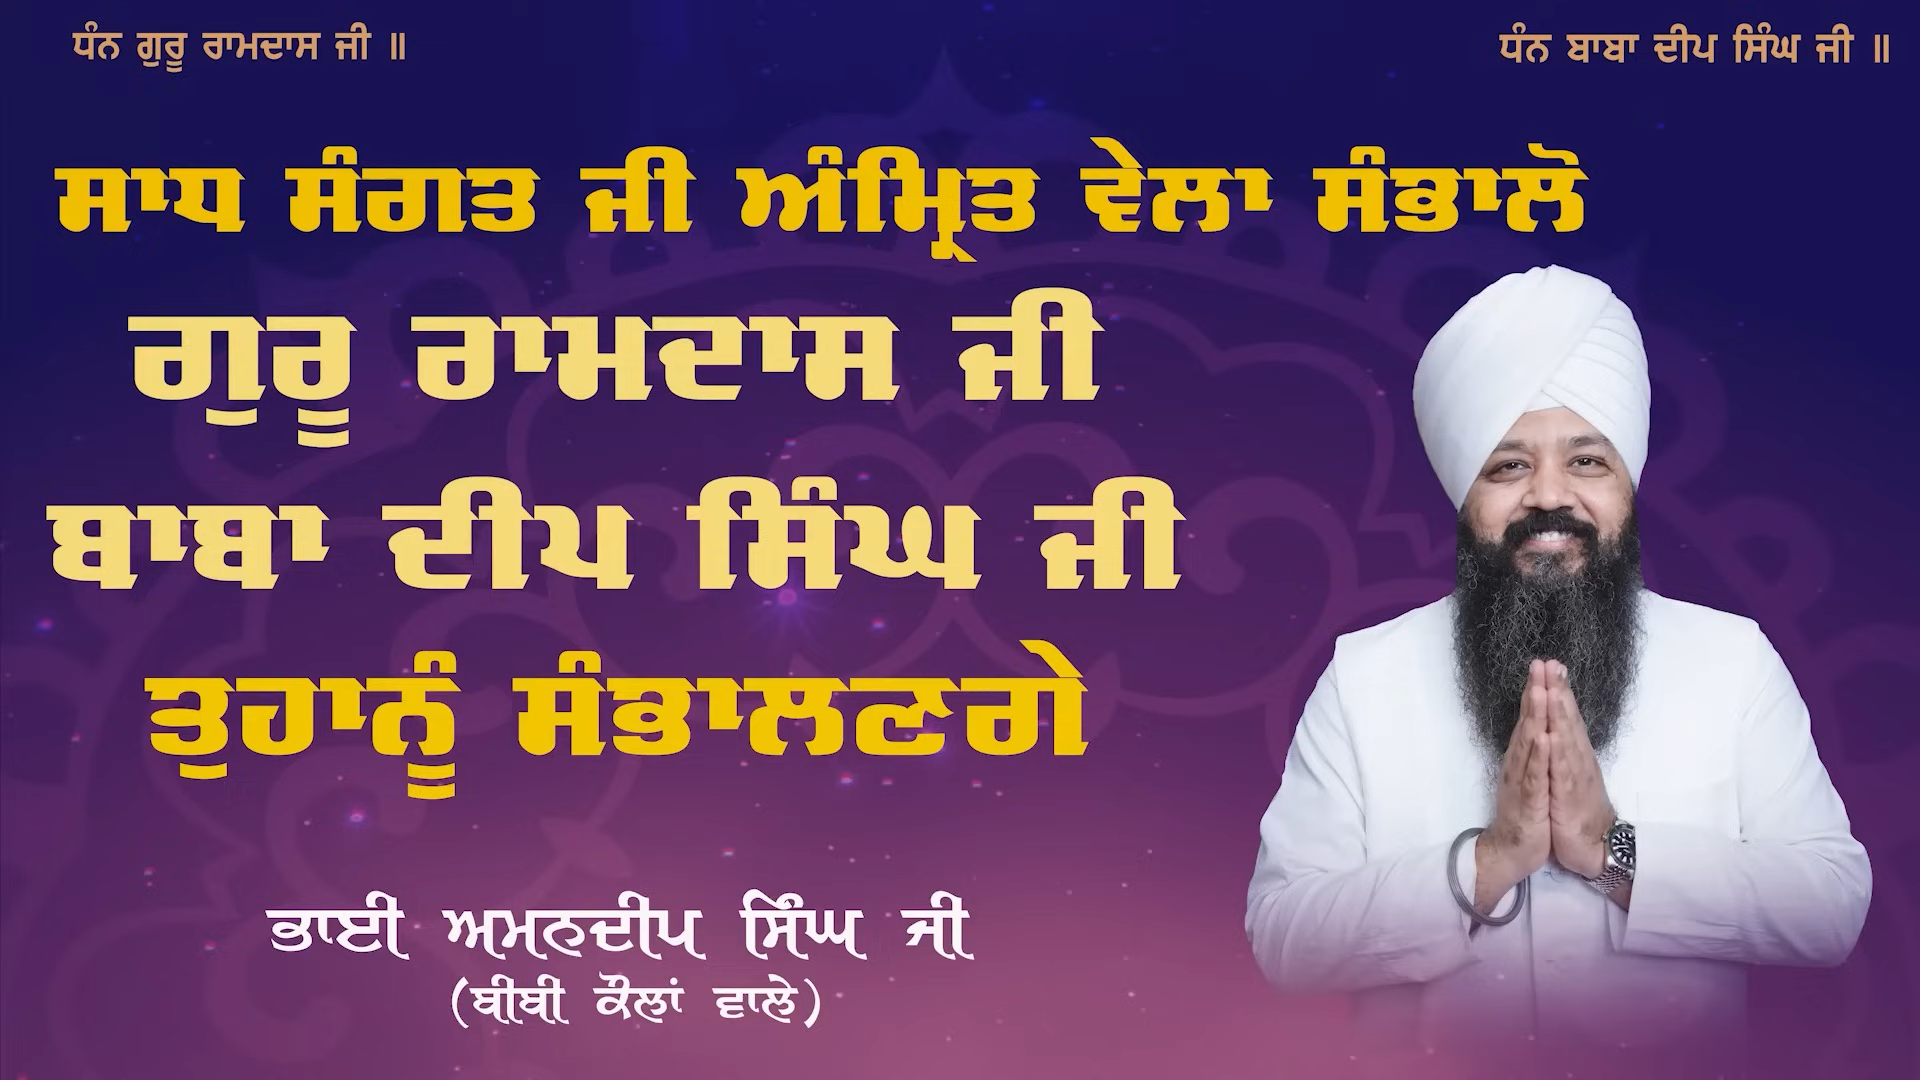 ਧੰਨ ਗੁਰੂ ਰਾਮਦਾਸ ਜੀ ॥
ਧੰਨ ਬਾਬਾ ਦੀਪ ਸਿੰਘ ਜੀ ॥
ਸਾਧ ਸੰਗਤ ਜੀ ਅੰਮ੍ਰਿਤ ਵੇਲਾ ਸੰਭਾਲੋ
ਗੁਰੂ ਰਾਮਦਾਸ ਜੀ
ਬਾਬਾ ਦੀਪ ਸਿੰਘ ਜੀ
ਤੁਹਾਨੂੰ ਸੰਭਾਲਣਗੇ
ਭਾਈ ਅਮਨਦੀਪ ਸਿੰਘ ਜੀ
(ਬੀਬੀ ਕੌਲਾਂ ਵਾਲੇ)